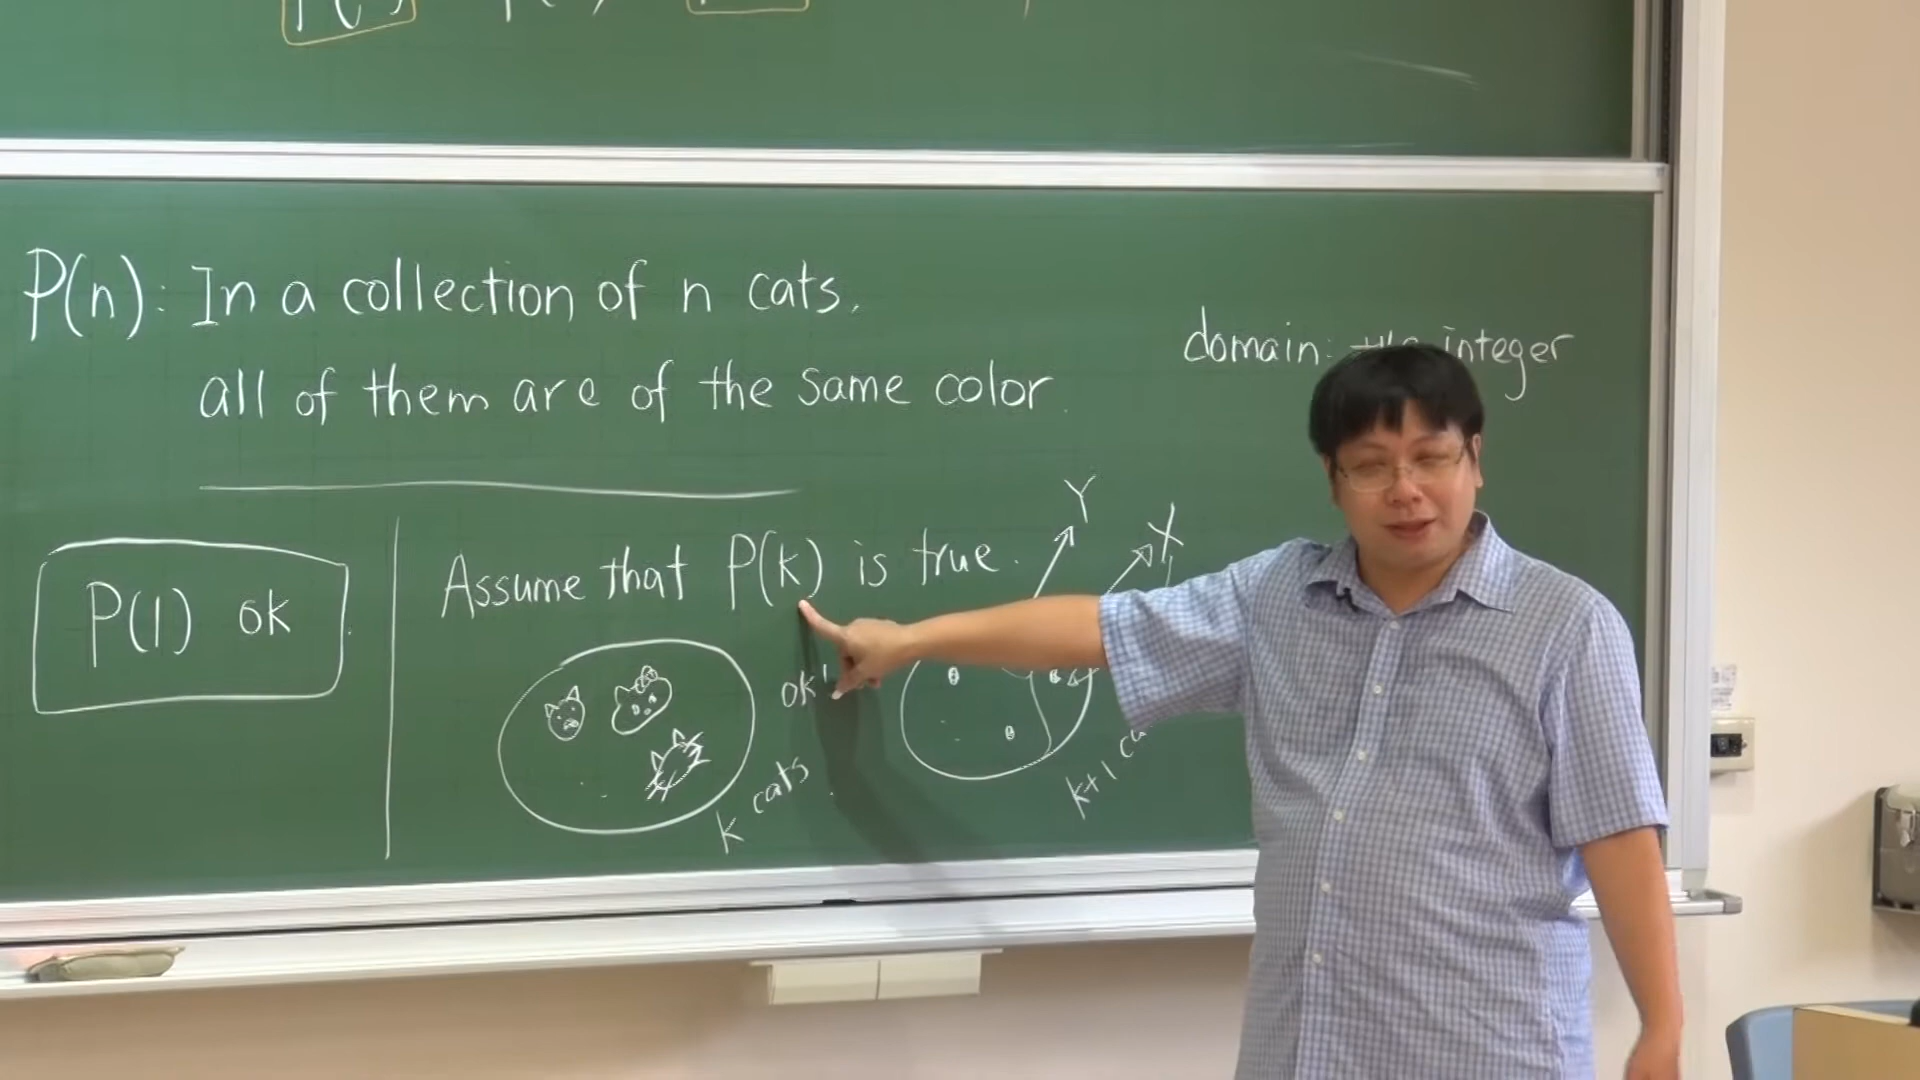 P(n): In a collection of n cats.
all of them are of the same color.
domain: integer
P(1) ok
Assume that P(k) is true.
Y
X
ok!
k cats
k+1